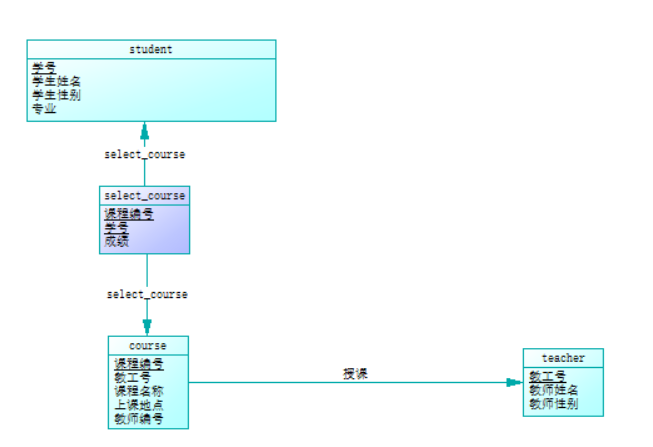 student
学号
学生姓名
学生性别
专业
select_course
select_course
课程编号
学号
成绩
select_course
course
课程编号
教工号
课程名称
上课地点
教师编号
授课
teacher
教工号
教师姓名
教师性别